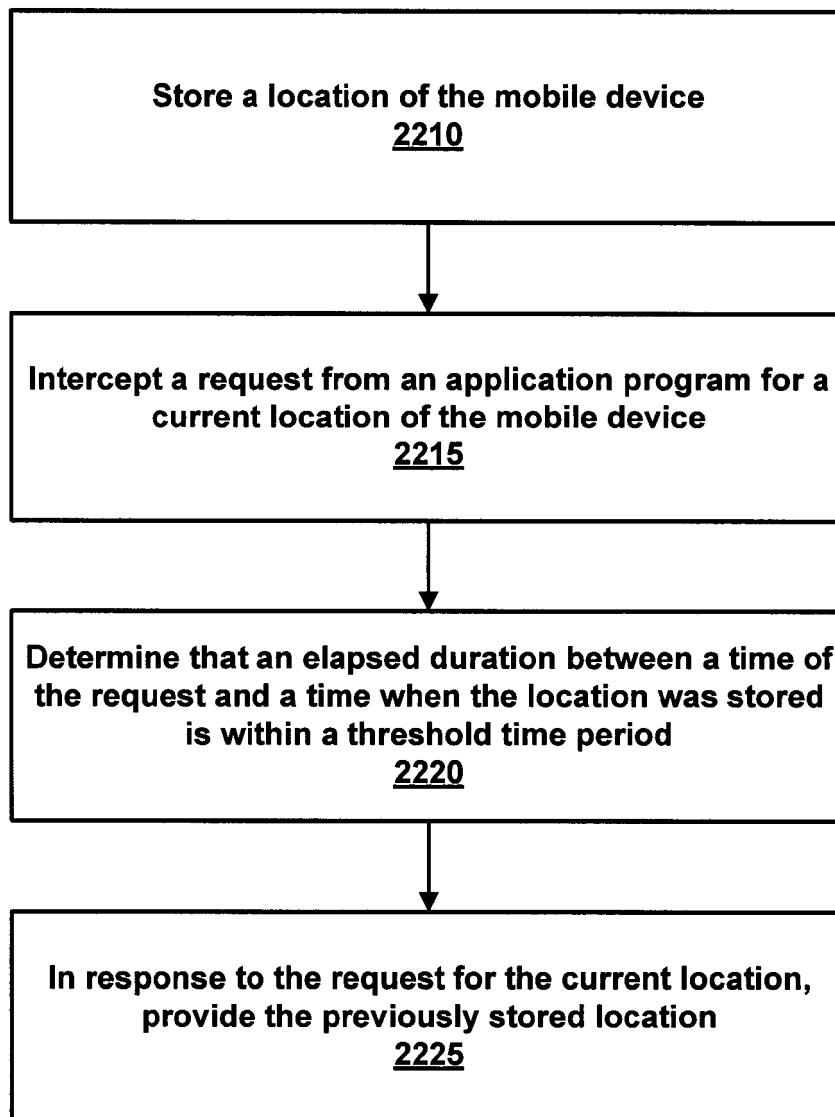 Store a location of the mobile device
2210
Intercept a request from an application program for a
current location of the mobile device
2215
Determine that an elapsed duration between a time of
the request and a time when the location was stored
is within a threshold time period
2220
In response to the request for the current location,
provide the previously stored location
2225